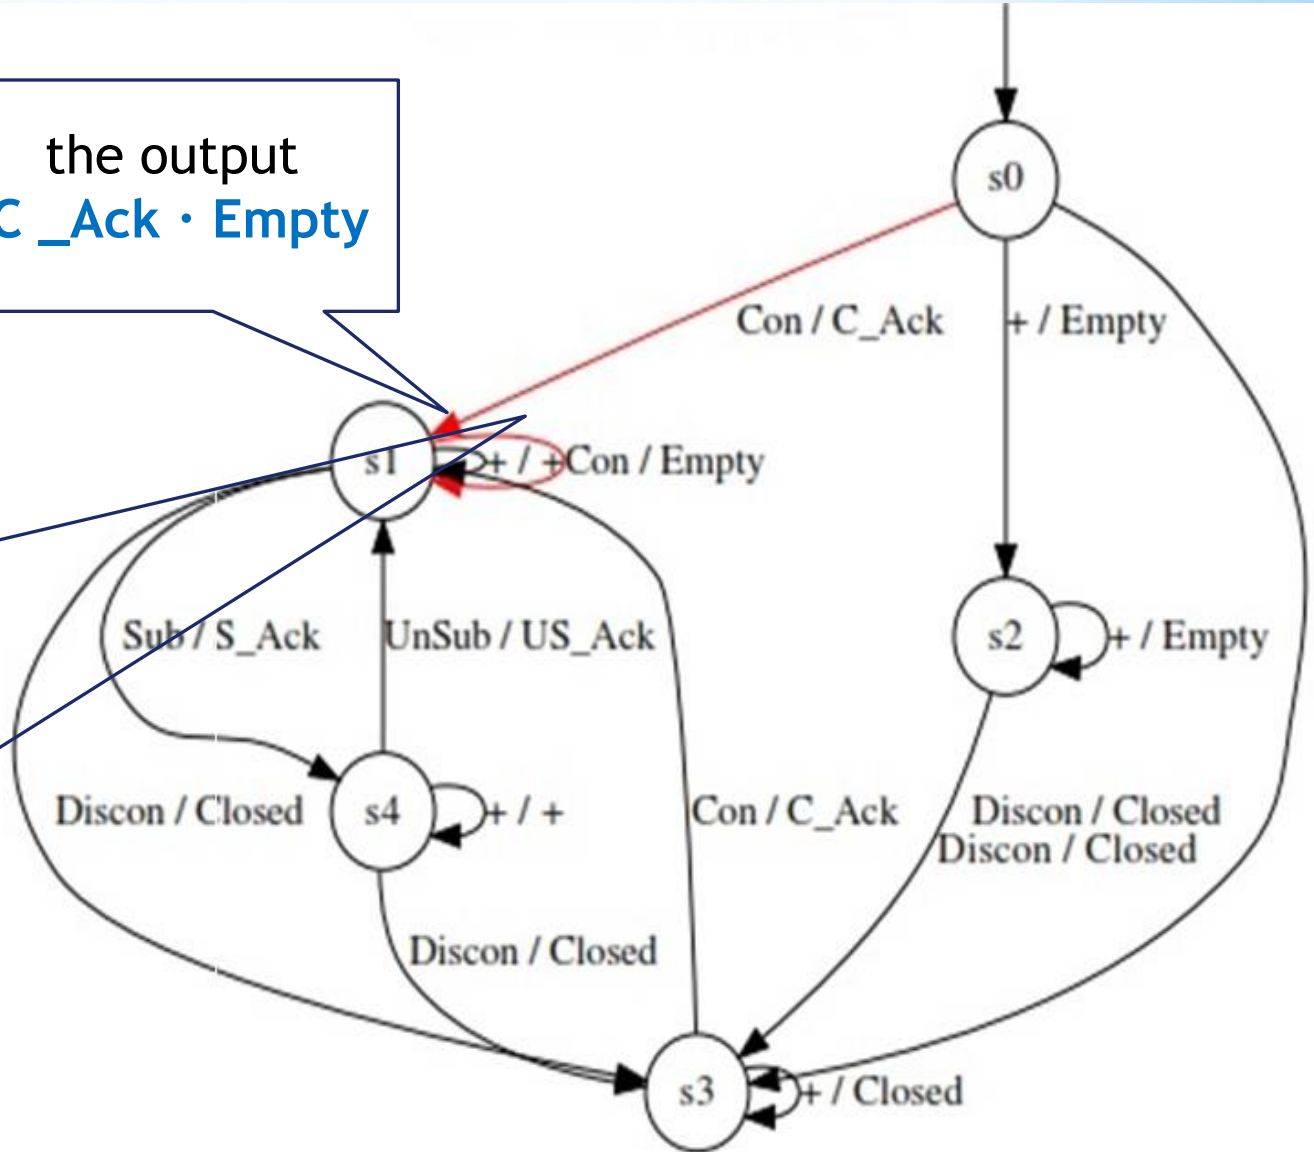 the output
C _Ack · Empty
s0
Con / C_Ack
+ / Empty
s1
+ / +
Con / Empty
Sub / S_Ack
UnSub / US_Ack
s2
+ / Empty
Discon / Closed
s4
+ / +
Con / C_Ack
Discon / Closed
Discon / Closed
Discon / Closed
s3
+ / Closed